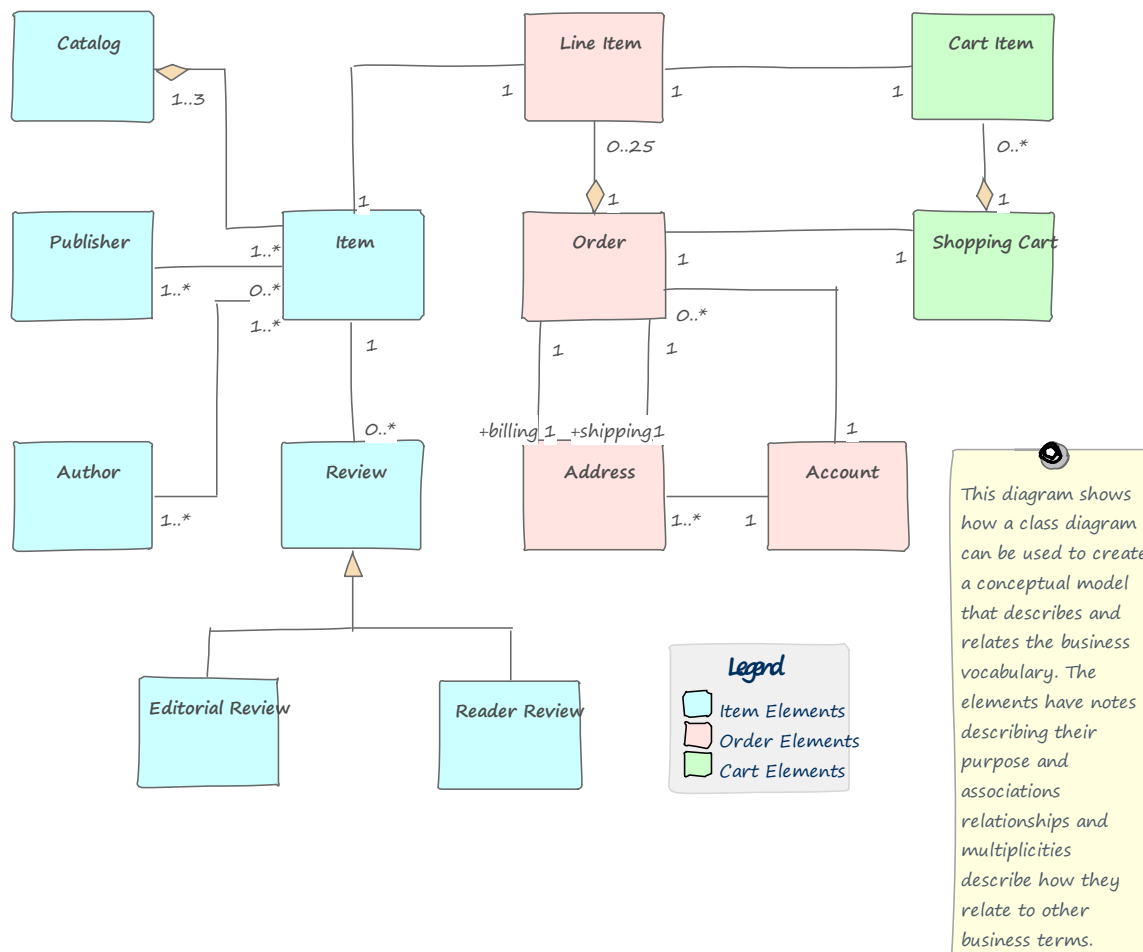 Catalog
Line Item
Cart Item
1..3
1
1
1
0..25
0..*
1
1
1
Publisher
Item
Order
Shopping Cart
1..*
1
1
1..*
0..*
0..*
1..*
1
1
1
0..*
+billing 1
+shipping 1
1
Author
Review
Address
Account
1..*
1..*
1
This diagram shows
how a class diagram
can be used to create
a conceptual model
that describes and
relates the business
vocabulary. The
elements have notes
describing their
purpose and
associations
relationships and
multiplicities
describe how they
relate to other
business terms.
Editorial Review
Reader Review
Legend
Item Elements
Order Elements
Cart Elements